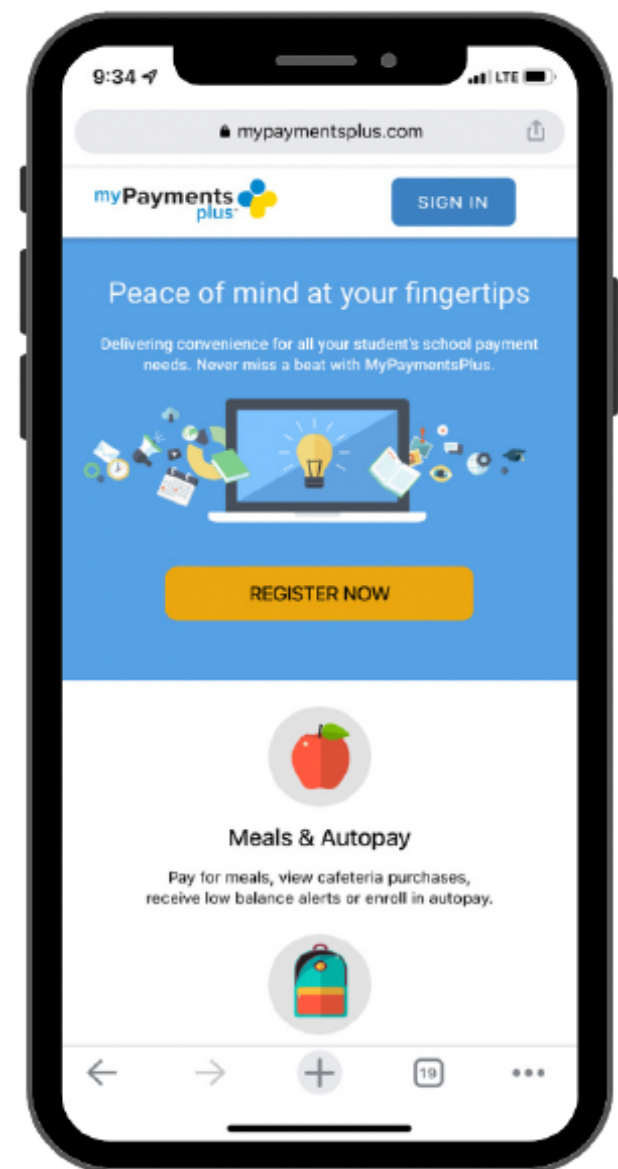 9:34
LTE
mypaymentsplus.com
myPayments
plus
SIGN IN
Peace of mind at your fingertips
Delivering convenience for all your student's school payment
needs. Never miss a beat with MyPaymentsPlus.
REGISTER NOW
Meals & Autopay
Pay for meals, view cafeteria purchases,
receive low balance alerts or enroll in autopay.
19